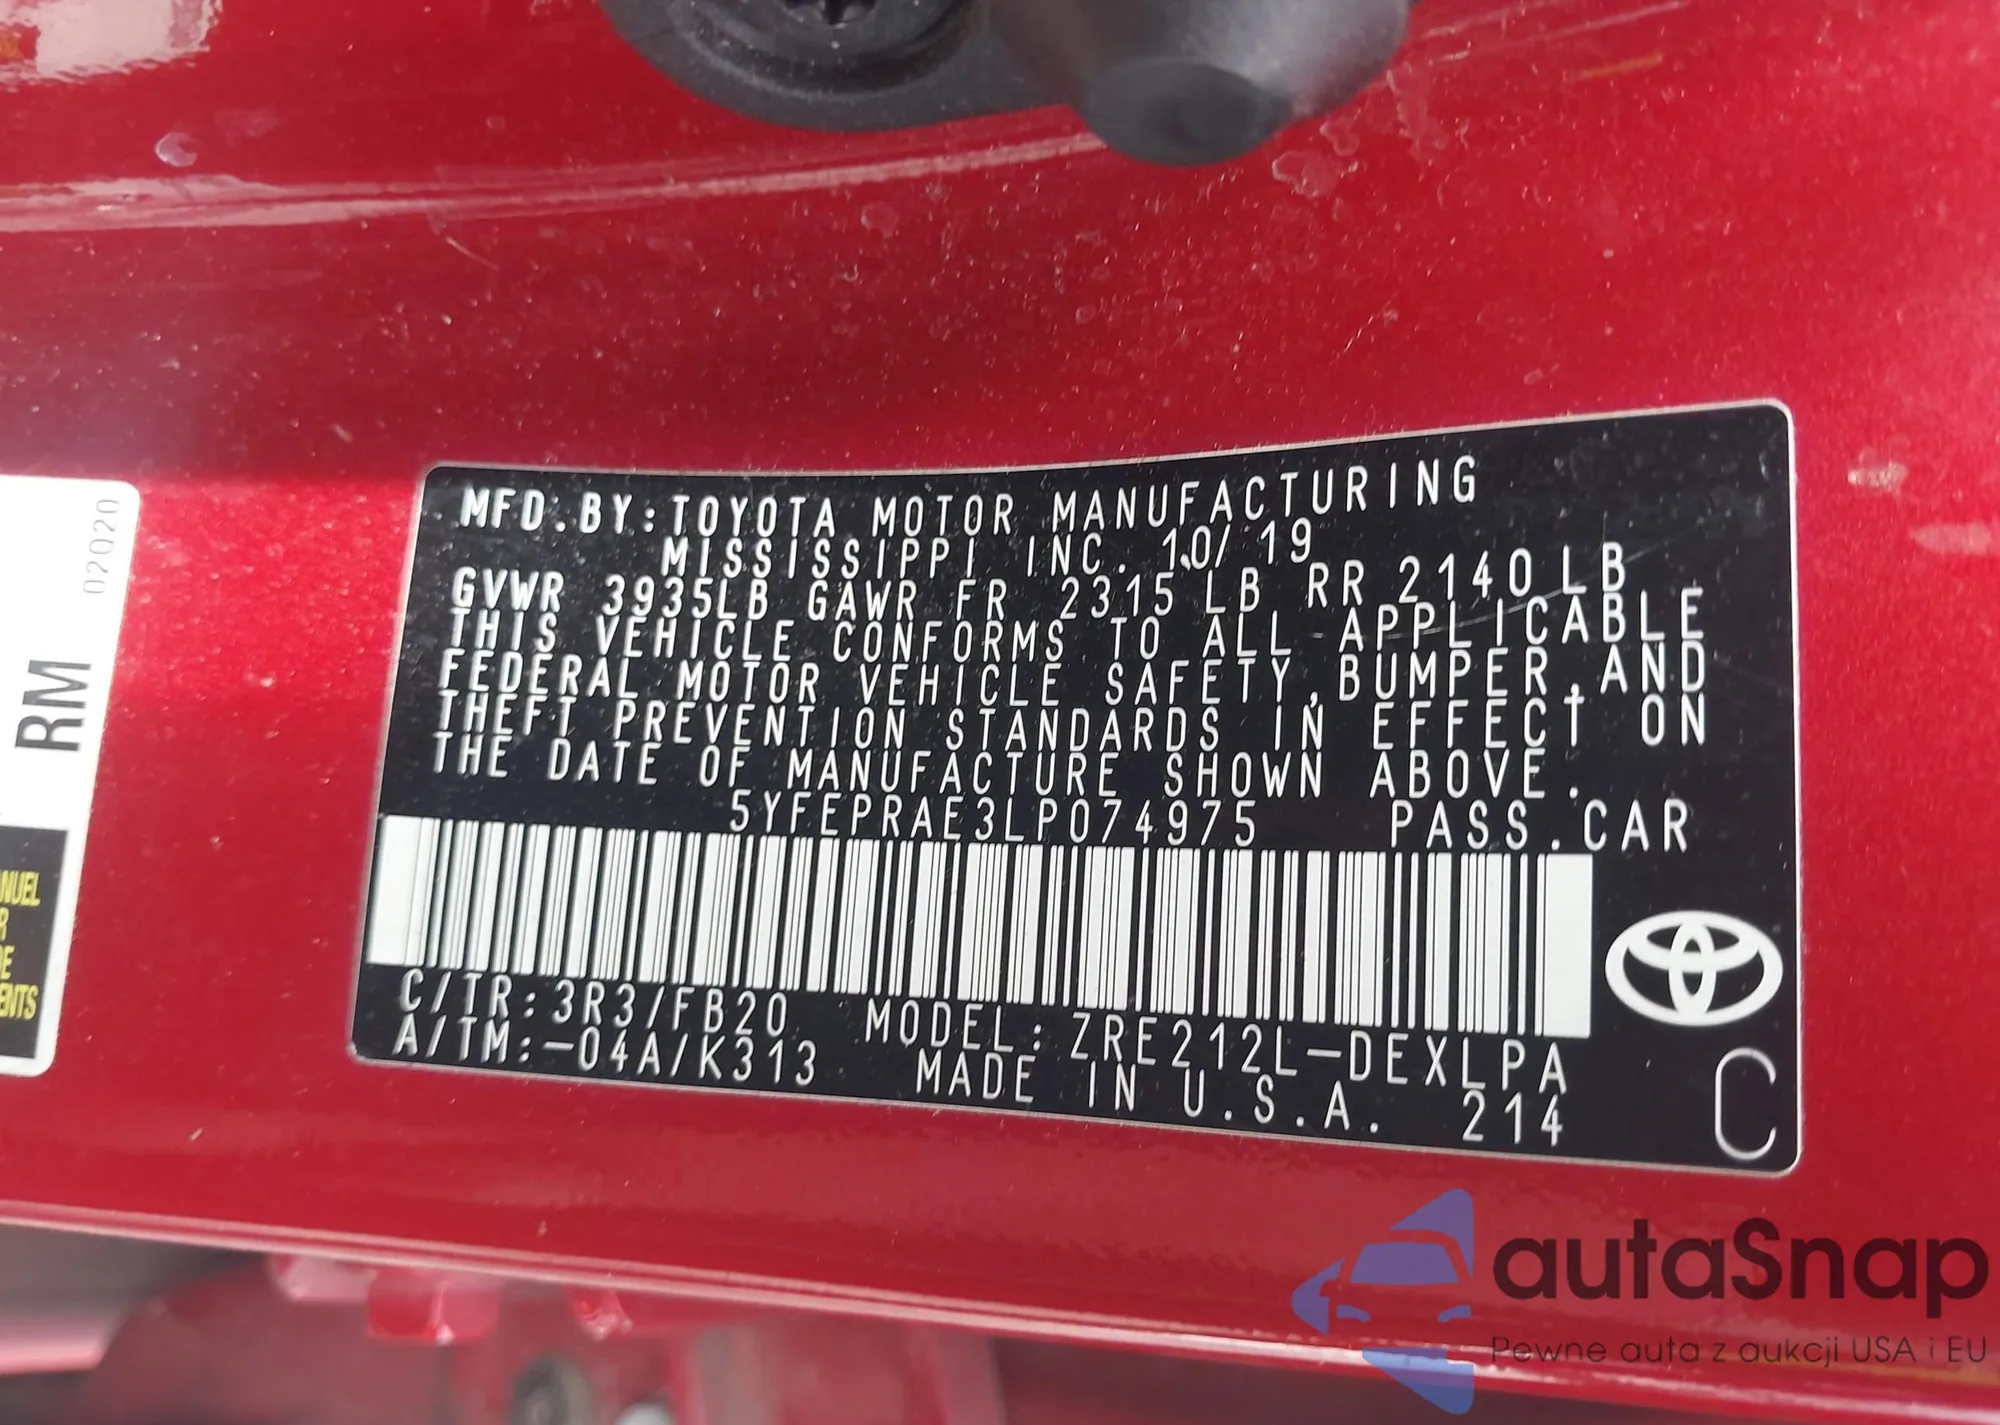 MFD.BY:TOYOTA MOTOR MANUFACTURING
MISSISSIPPI INC. 10/19
GVWR 3935LB GAWR FR 2315LB RR 2140LB
THIS VEHICLE CONFORMS TO ALL APPLICABLE
FEDERAL MOTOR VEHICLE SAFETY,BUMPER,AND
THEFT PREVENTION STANDARDS IN EFFECT ON
THE DATE OF MANUFACTURE SHOWN ABOVE.
5YFEPRAE3LP074975 PASS.CAR
C/TR:3R3/FB20 MODEL:ZRE212L-DEXLPA
A/TM:-04A/K313 MADE IN U.S.A. 214
C
02020
RM
autaSnap
Pewne auta z aukcji USA i EU